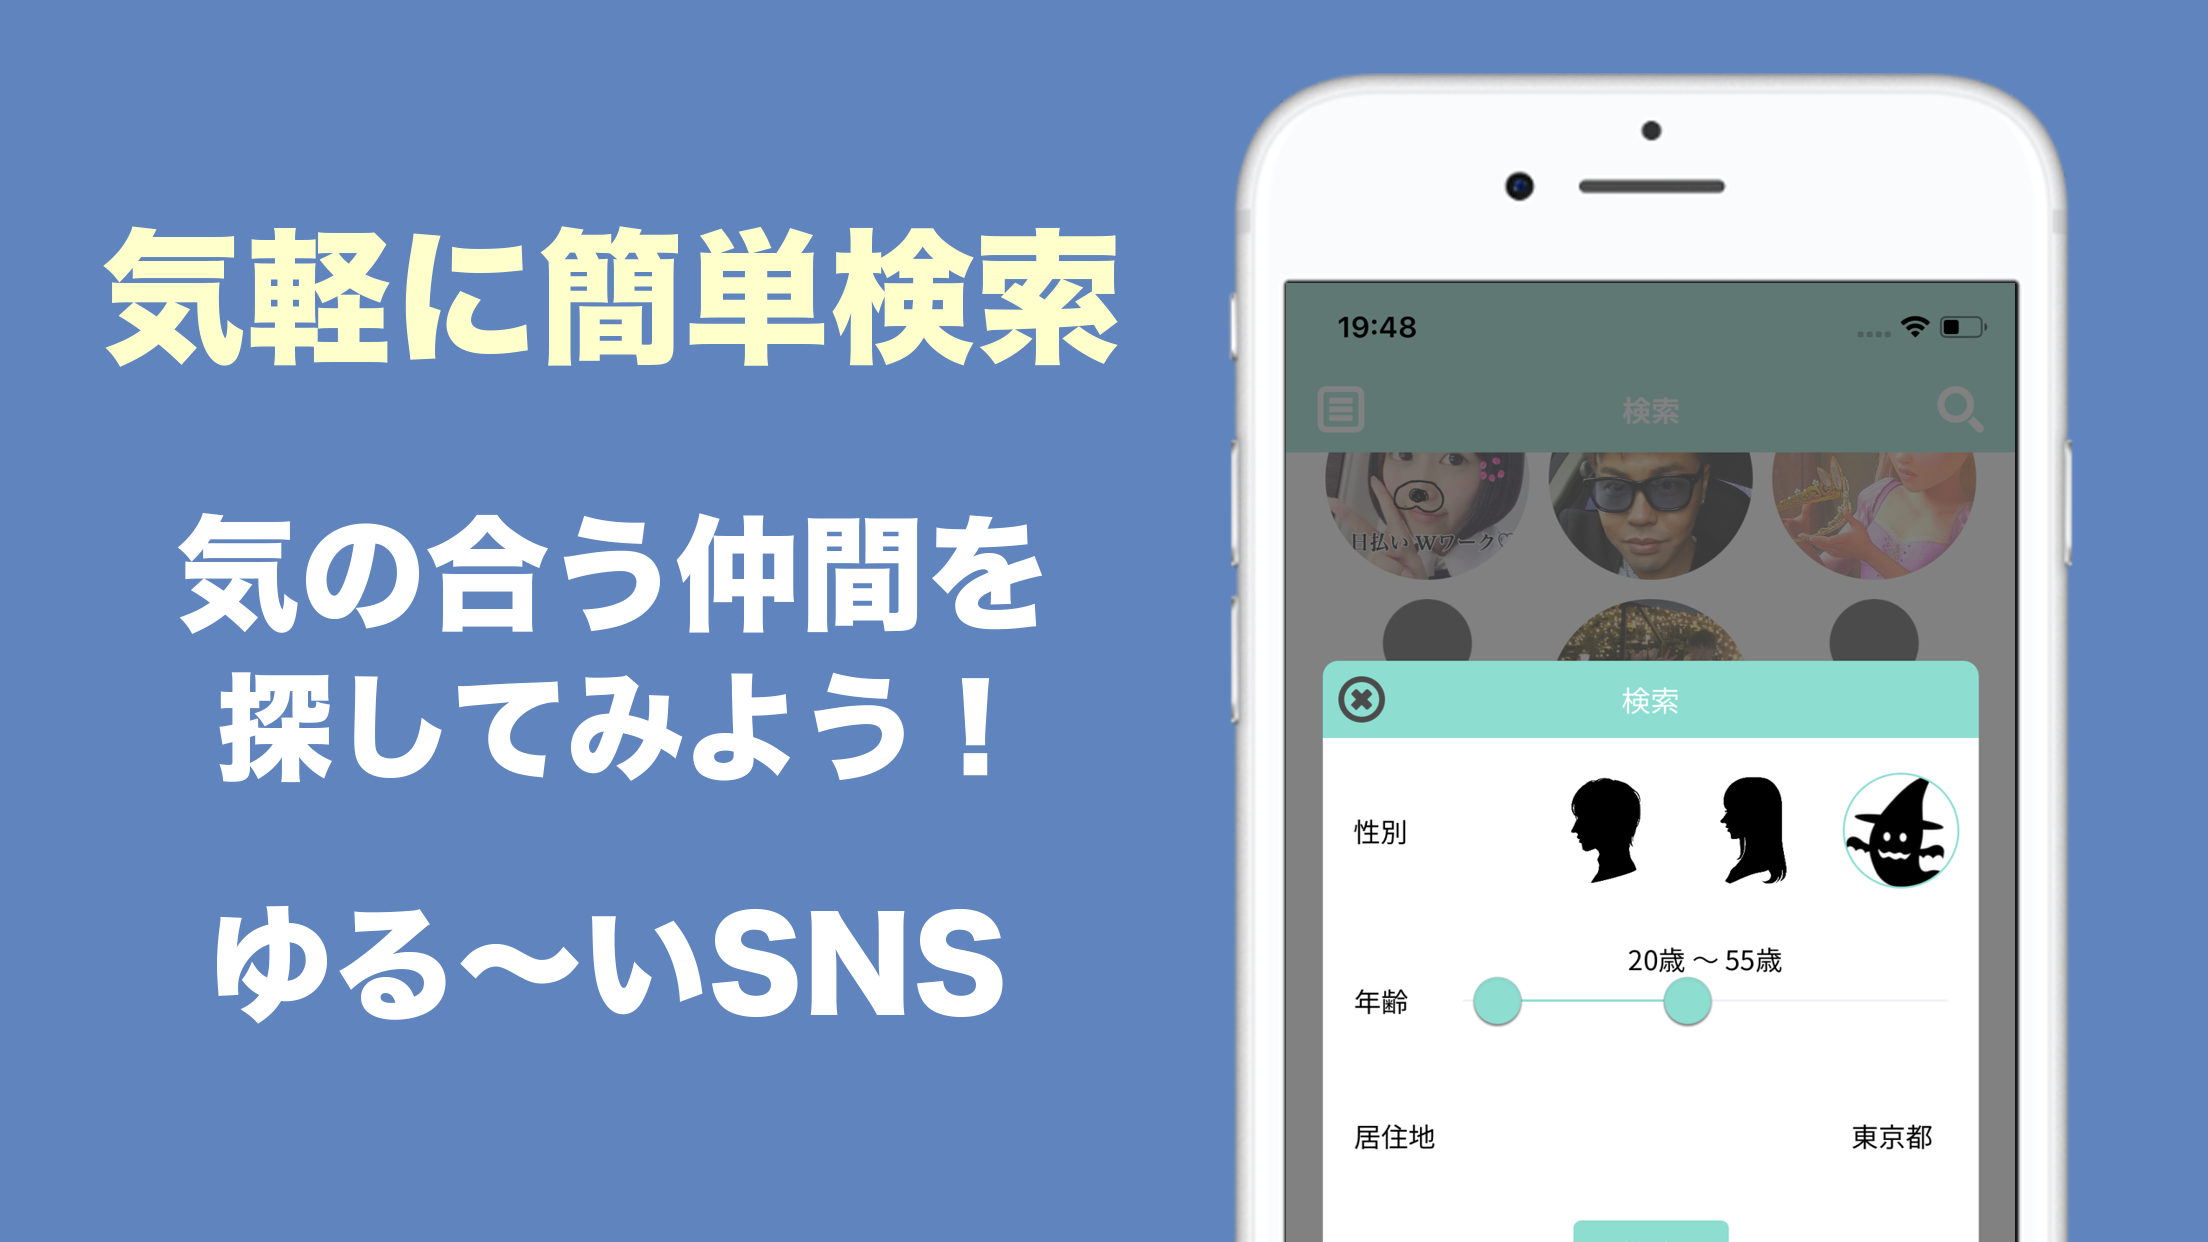 気軽に簡単検索
気の合う仲間を
探してみよう！
ゆる〜いSNS
19:48
検索
日払い Wワーク♡
検索
性別
20歳 〜 55歳
年齢
居住地
東京都